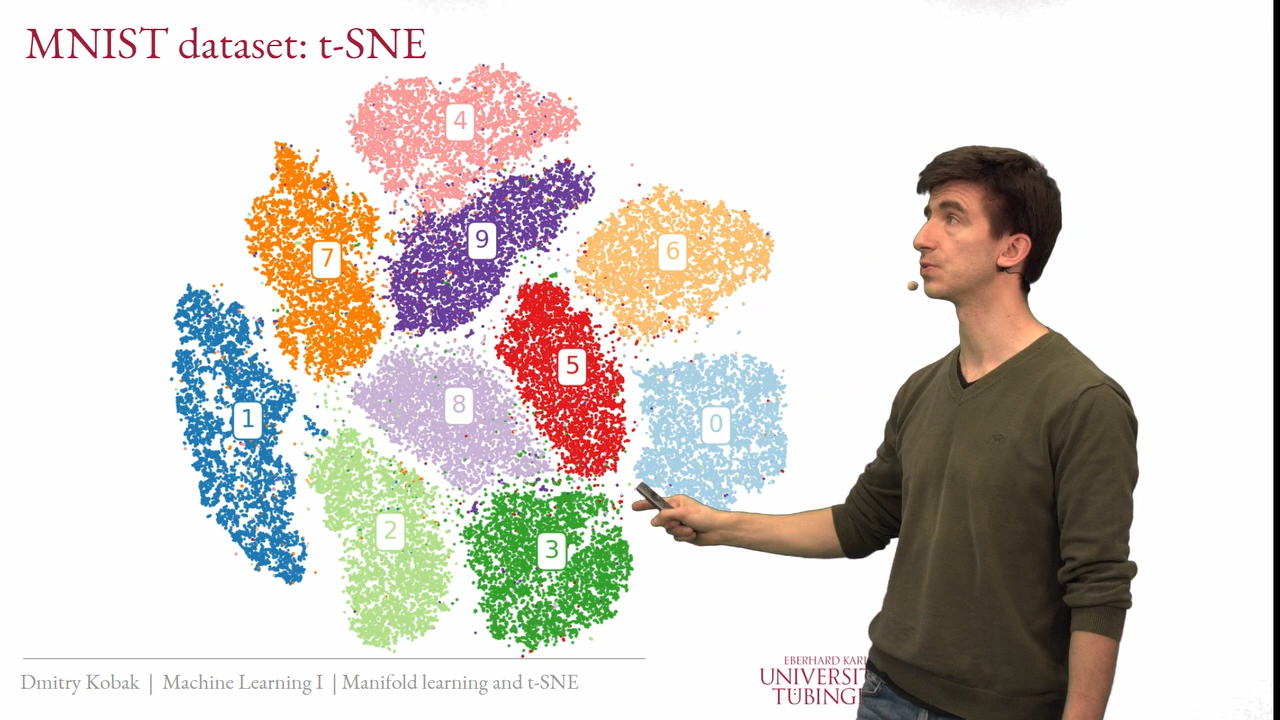 MNIST dataset: t-SNE
4
7
9
6
5
1
8
0
2
3
Dmitry Kobak | Machine Learning I | Manifold learning and t-SNE
EBERHARD KARL
UNIVERSIT
TÜBING